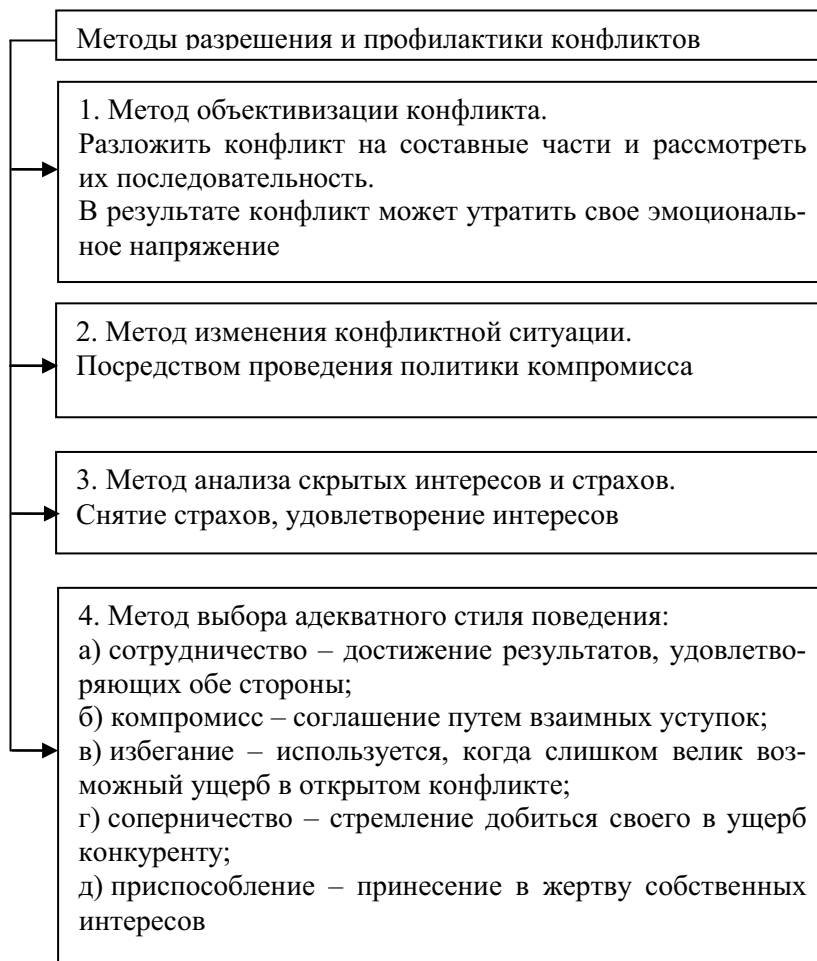 Методы разрешения и профилактики конфликтов
1. Метод объективизации конфликта.
Разложить конфликт на составные части и рассмотреть
их последовательность.
В результате конфликт может утратить свое эмоциональ-
ное напряжение
2. Метод изменения конфликтной ситуации.
Посредством проведения политики компромисса
3. Метод анализа скрытых интересов и страхов.
Снятие страхов, удовлетворение интересов
4. Метод выбора адекватного стиля поведения:
а) сотрудничество – достижение результатов, удовлетво-
ряющих обе стороны;
б) компромисс – соглашение путем взаимных уступок;
в) избегание – используется, когда слишком велик воз-
можный ущерб в открытом конфликте;
г) соперничество – стремление добиться своего в ущерб
конкуренту;
д) приспособление – принесение в жертву собственных
интересов